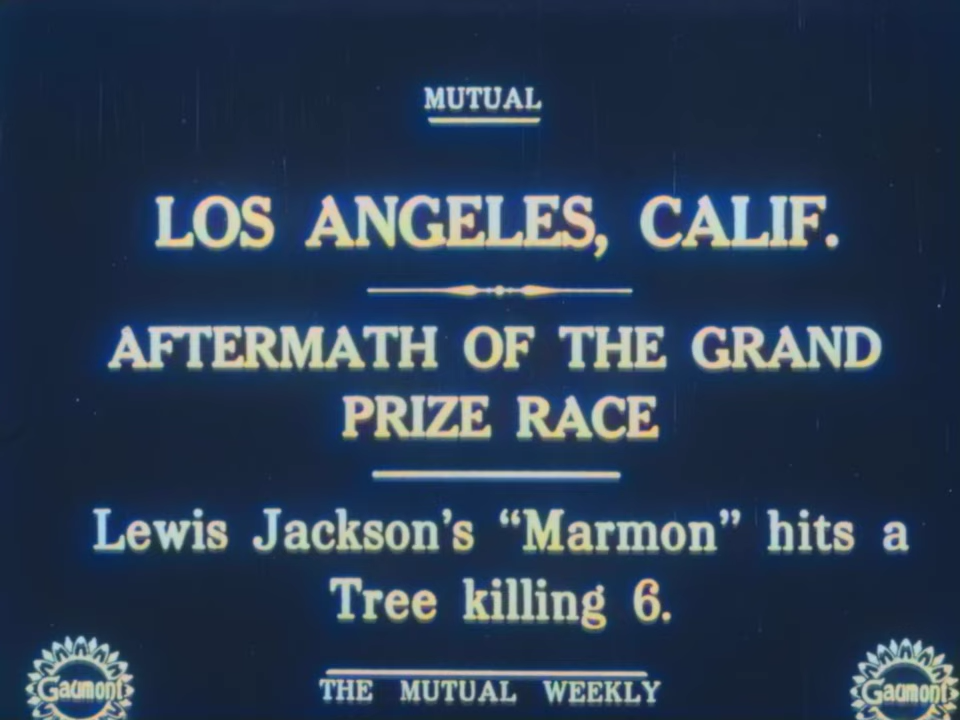 MUTUAL
LOS ANGELES, CALIF.
AFTERMATH OF THE GRAND
PRIZE RACE
Lewis Jackson's “Marmon” hits a
Tree killing 6.
THE MUTUAL WEEKLY
Gaumont
Gaumont